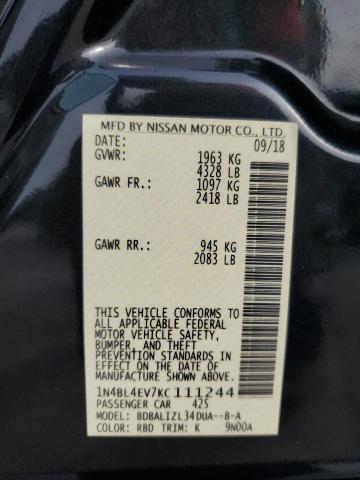 MFD BY NISSAN MOTOR CO., LTD.
DATE: 09/18
GVWR: 1963 KG
4328 LB
GAWR FR.: 1097 KG
2418 LB
GAWR RR.: 945 KG
2083 LB
THIS VEHICLE CONFORMS TO
ALL APPLICABLE FEDERAL
MOTOR VEHICLE SAFETY,
BUMPER, AND THEFT
PREVENTION STANDARDS
IN EFFECT ON THE DATE OF
MANUFACTURE SHOWN ABOVE.
1N4BL4EV7KC111244
PASSENGER CAR 425
MODEL: BDBALIZL34DUA--B-A
COLOR: RBD TRIM: K 9N00A